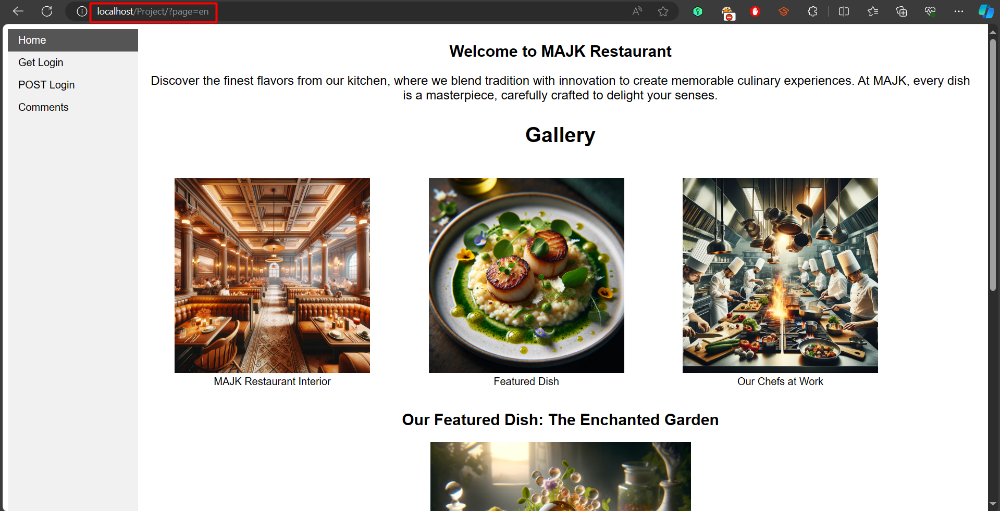 localhost/Project/?page=en
Home
Get Login
POST Login
Comments
Welcome to MAJK Restaurant
Discover the finest flavors from our kitchen, where we blend tradition with innovation to create memorable culinary experiences. At MAJK, every dish
is a masterpiece, carefully crafted to delight your senses.
Gallery
MAJK Restaurant Interior
Featured Dish
Our Chefs at Work
Our Featured Dish: The Enchanted Garden